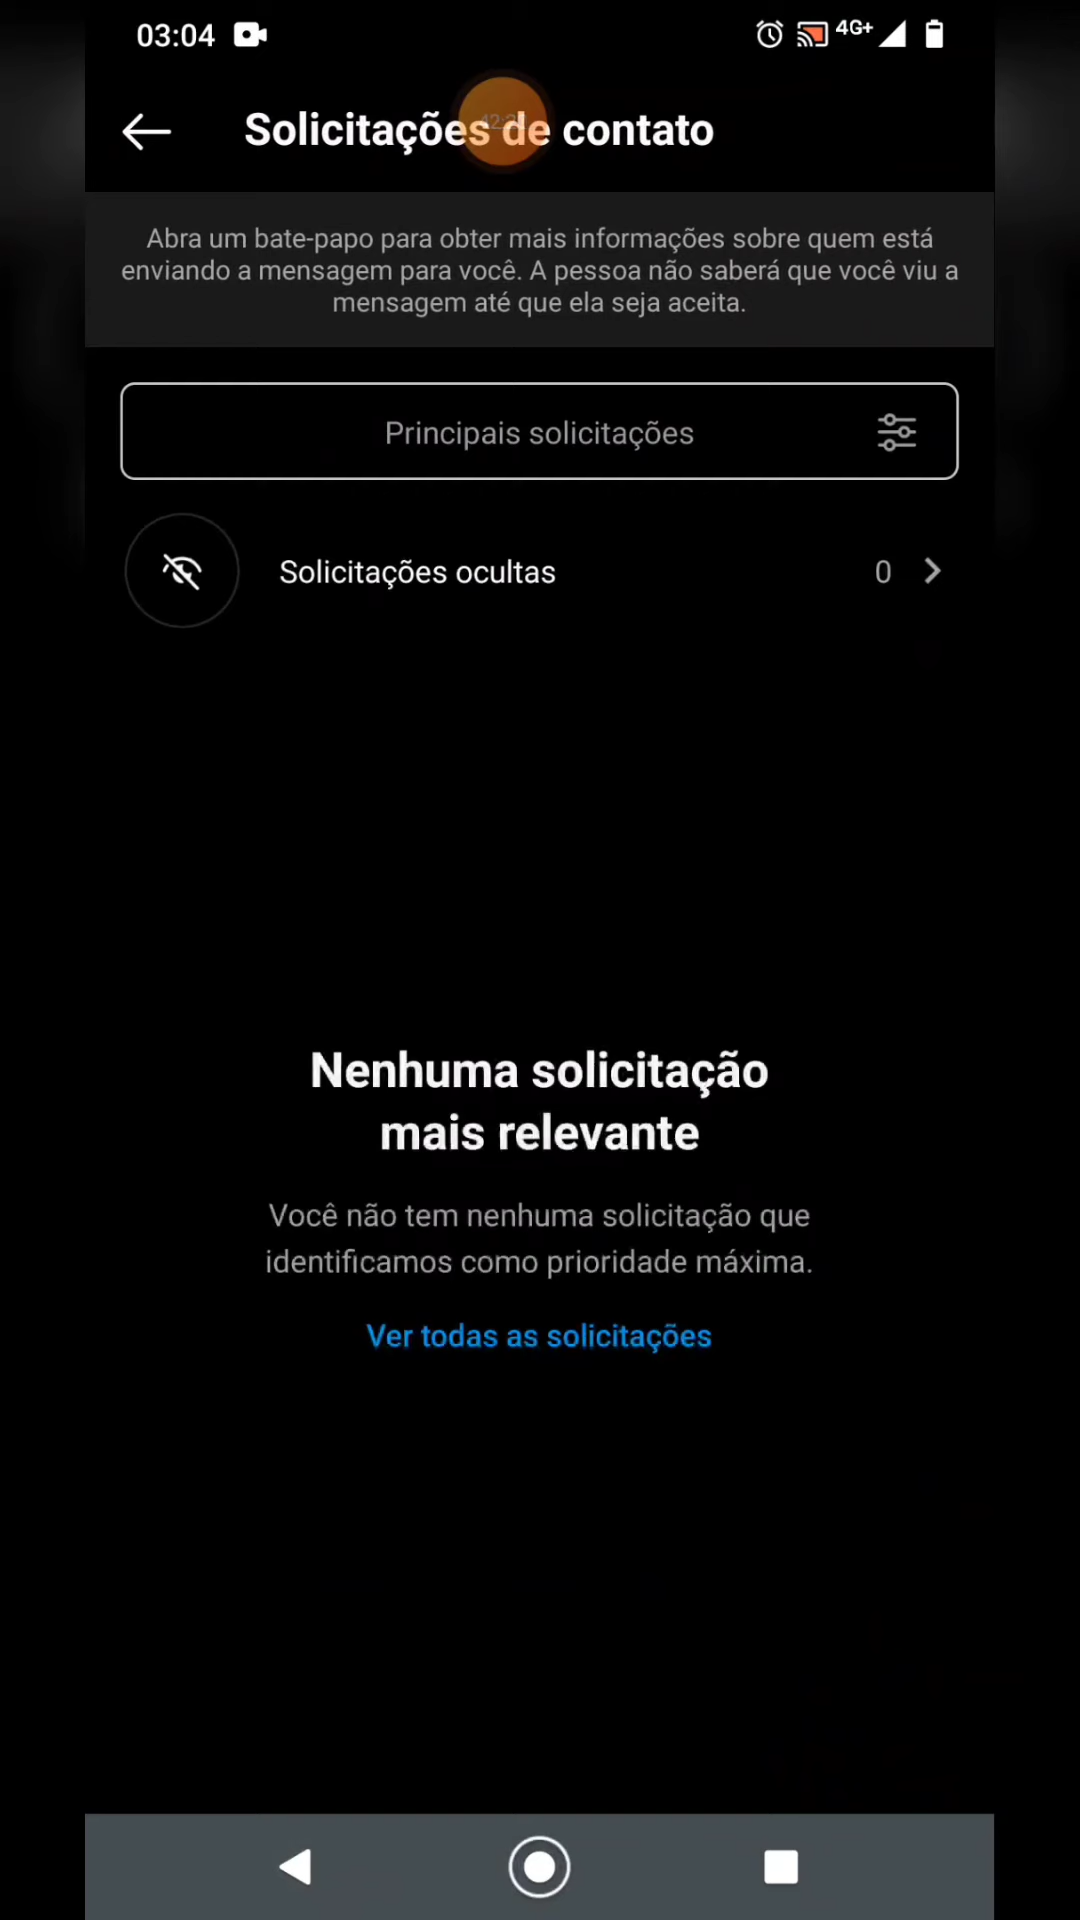 03:04
4G+
Solicitações de contato
Abra um bate-papo para obter mais informações sobre quem está
enviando a mensagem para você. A pessoa não saberá que você viu a
mensagem até que ela seja aceita.
Principais solicitações
Solicitações ocultas 0
Nenhuma solicitação
mais relevante
Você não tem nenhuma solicitação que
identificamos como prioridade máxima.
Ver todas as solicitações